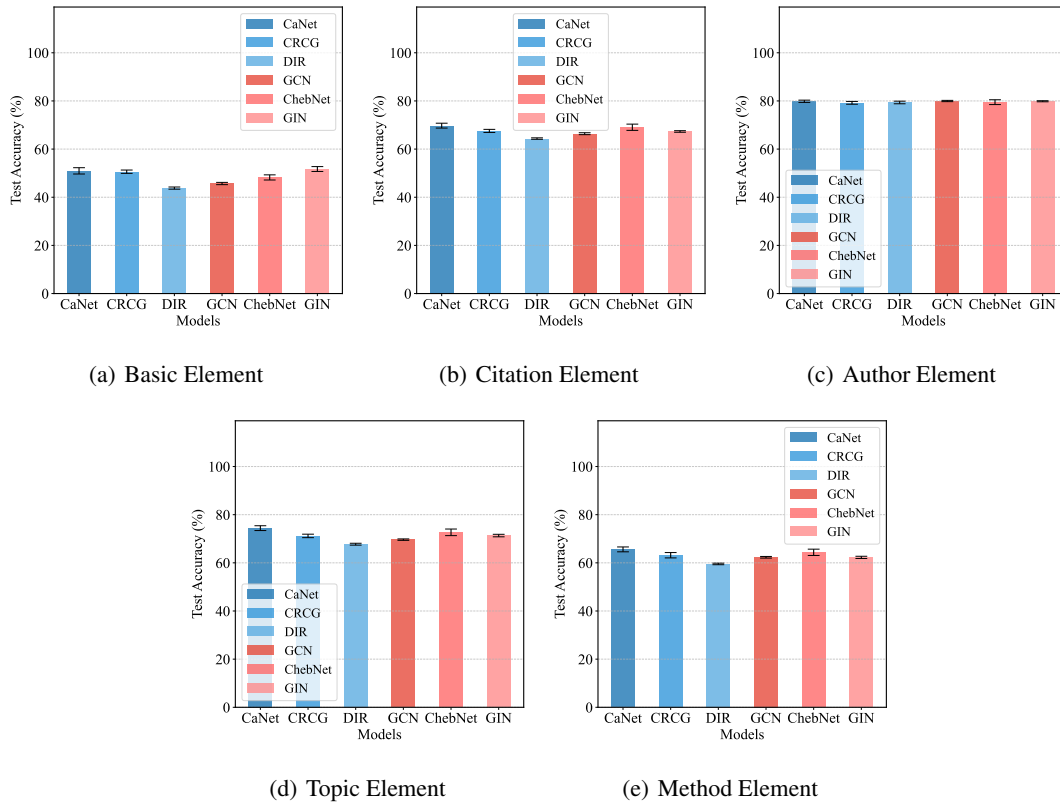 100
80
60
40
20
0
Test Accuracy (%)
CaNet
CRCG
DIR
GCN
ChebNet
GIN
CaNet CRCG DIR GCN ChebNet GIN
Models
(a) Basic Element
100
80
60
40
20
0
Test Accuracy (%)
CaNet
CRCG
DIR
GCN
ChebNet
GIN
CaNet CRCG DIR GCN ChebNet GIN
Models
(b) Citation Element
100
80
60
40
20
0
Test Accuracy (%)
CaNet
CRCG
DIR
GCN
ChebNet
GIN
CaNet CRCG DIR GCN ChebNet GIN
Models
(c) Author Element
100
80
60
40
20
0
Test Accuracy (%)
CaNet
CRCG
DIR
GCN
ChebNet
GIN
CaNet CRCG DIR GCN ChebNet GIN
Models
(d) Topic Element
100
80
60
40
20
0
Test Accuracy (%)
CaNet
CRCG
DIR
GCN
ChebNet
GIN
CaNet CRCG DIR GCN ChebNet GIN
Models
(e) Method Element